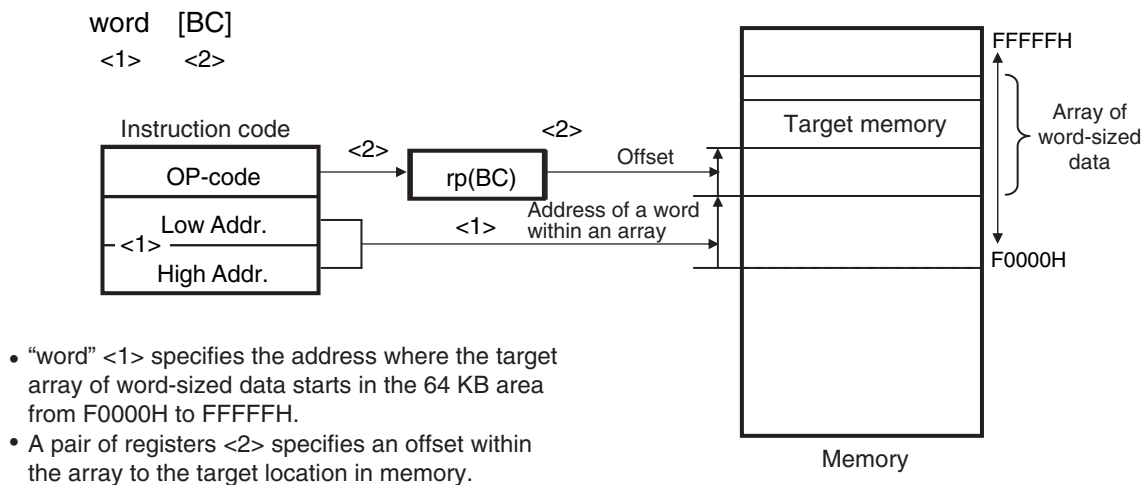 word [BC]
<1> <2>
FFFFFH
Instruction code
<2>
<2>
Target memory
Array of
word-sized
data
OP-code
rp(BC)
Offset
Low Addr.
<1>
High Addr.
<1>
Address of a word
within an array
F0000H
• “word” <1> specifies the address where the target
array of word-sized data starts in the 64 KB area
from F0000H to FFFFFH.
• A pair of registers <2> specifies an offset within
the array to the target location in memory.
Memory